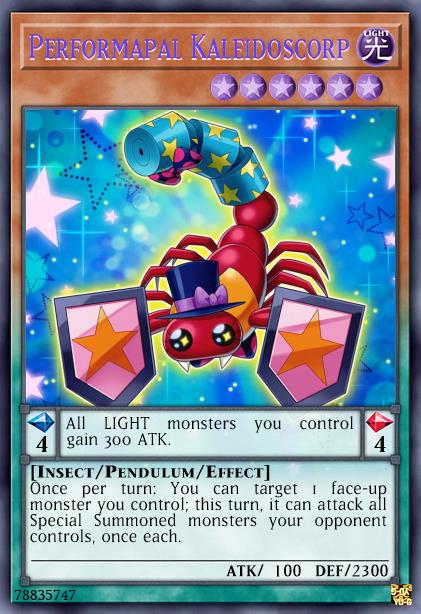 Performapal Kaleidoscorp
LIGHT
光
4
All LIGHT monsters you control
gain 300 ATK.
4
[Insect/Pendulum/Effect]
Once per turn: You can target 1 face-up
monster you control; this turn, it can attack all
Special Summoned monsters your opponent
controls, once each.
ATK/ 100 DEF/2300
78835747